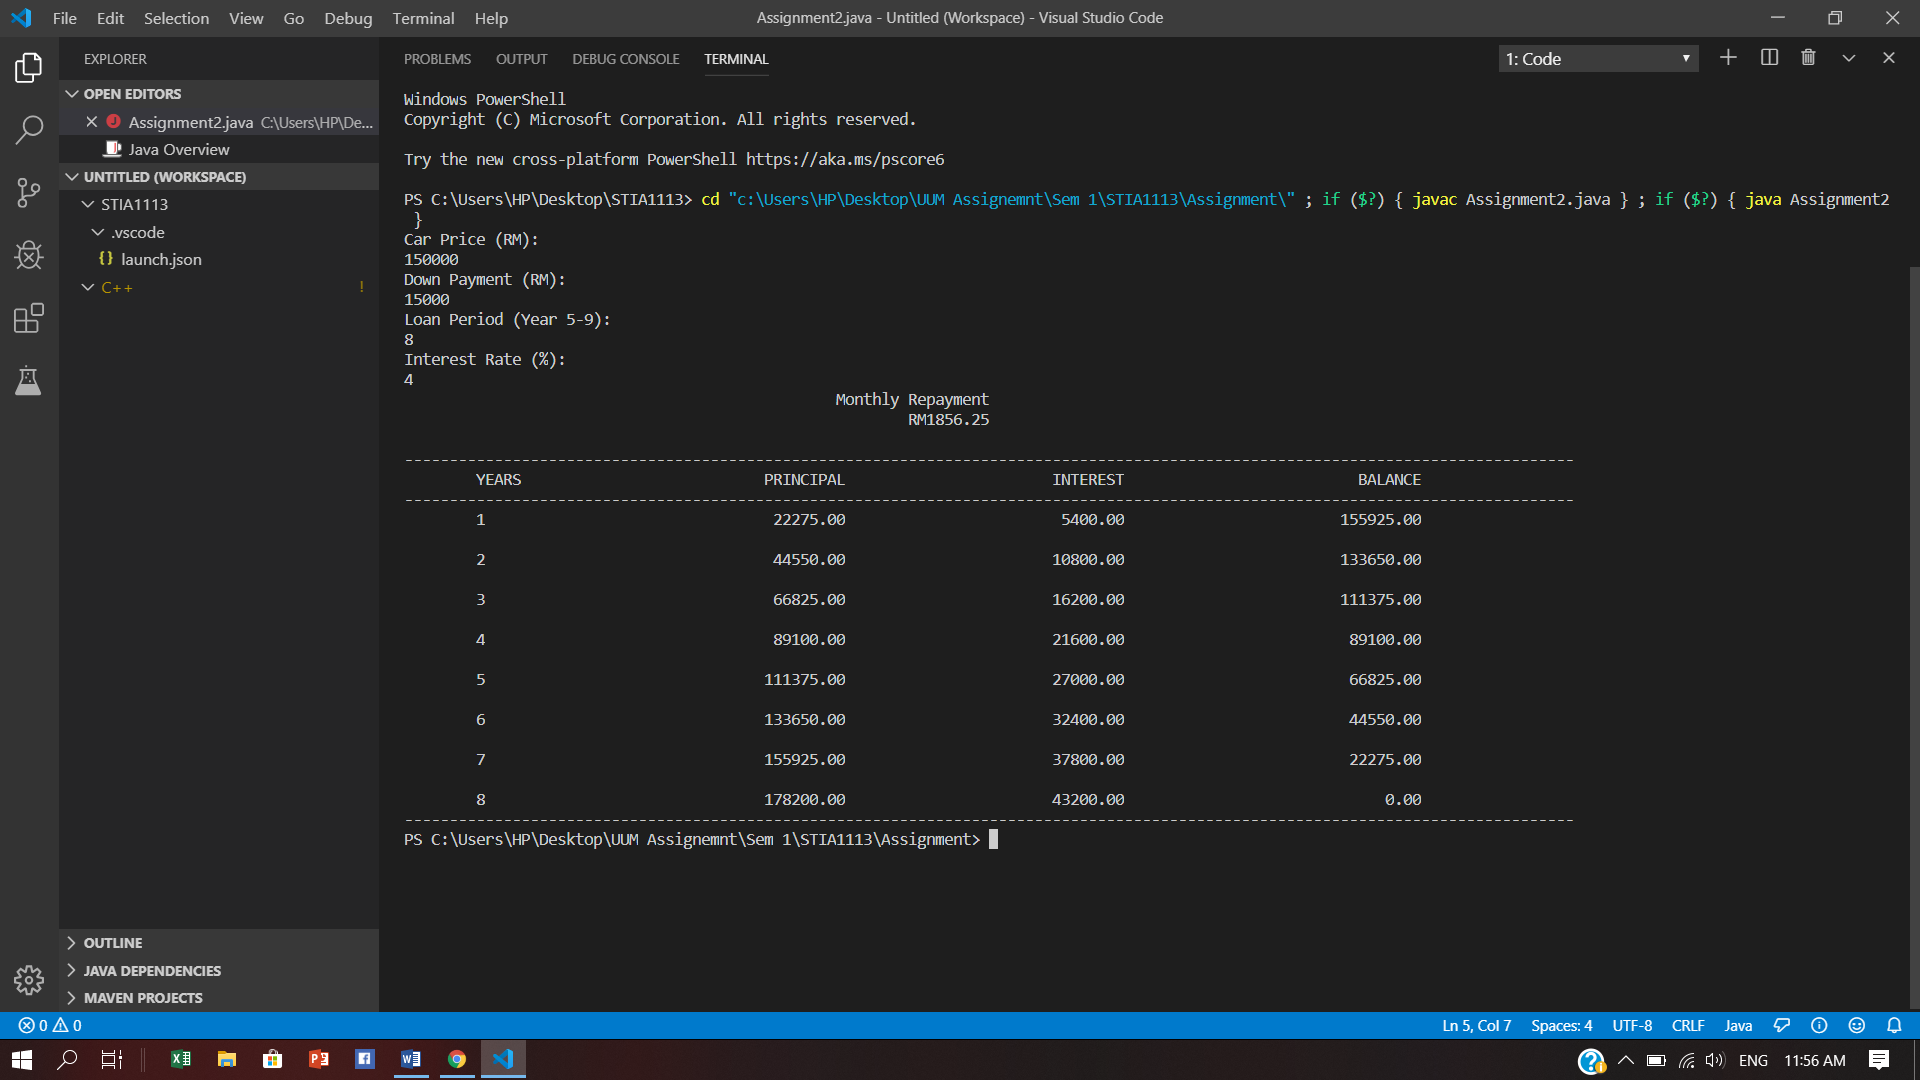 File Edit Selection View Go Debug Terminal Help
Assignment2.java - Untitled (Workspace) - Visual Studio Code
EXPLORER
OPEN EDITORS
Assignment2.java C:\Users\HP\De...
Java Overview
UNTITLED (WORKSPACE)
STIA1113
.vscode
{} launch.json
C++ !
OUTLINE
JAVA DEPENDENCIES
MAVEN PROJECTS
PROBLEMS OUTPUT DEBUG CONSOLE TERMINAL
1: Code
Windows PowerShell
Copyright (C) Microsoft Corporation. All rights reserved.
Try the new cross-platform PowerShell https://aka.ms/pscore6
PS C:\Users\HP\Desktop\STIA1113> cd "c:\Users\HP\Desktop\UUM Assignemnt\Sem 1\STIA1113\Assignment\" ; if ($?) { javac Assignment2.java } ; if ($?) { java Assignment2
}
Car Price (RM):
150000
Down Payment (RM):
15000
Loan Period (Year 5-9):
8
Interest Rate (%):
4
Monthly Repayment
RM1856.25
----------------------------------------------------------------------------------------------------------------------------------
YEARS PRINCIPAL INTEREST BALANCE
----------------------------------------------------------------------------------------------------------------------------------
1 22275.00 5400.00 155925.00
2 44550.00 10800.00 133650.00
3 66825.00 16200.00 111375.00
4 89100.00 21600.00 89100.00
5 111375.00 27000.00 66825.00
6 133650.00 32400.00 44550.00
7 155925.00 37800.00 22275.00
8 178200.00 43200.00 0.00
----------------------------------------------------------------------------------------------------------------------------------
PS C:\Users\HP\Desktop\UUM Assignemnt\Sem 1\STIA1113\Assignment>
0 0
Ln 5, Col 7 Spaces: 4 UTF-8 CRLF Java
ENG 11:56 AM